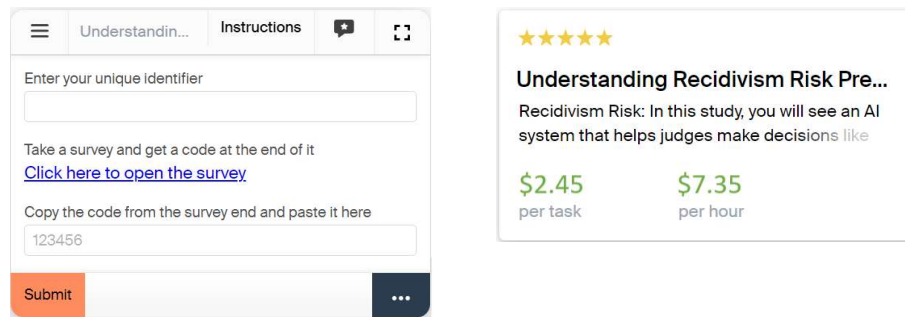 Understandin...
Instructions
Enter your unique identifier
Take a survey and get a code at the end of it
Click here to open the survey
Copy the code from the survey end and paste it here
123456
Submit
...
Understanding Recidivism Risk Pre...
Recidivism Risk: In this study, you will see an AI
system that helps judges make decisions like
$2.45
$7.35
per task
per hour